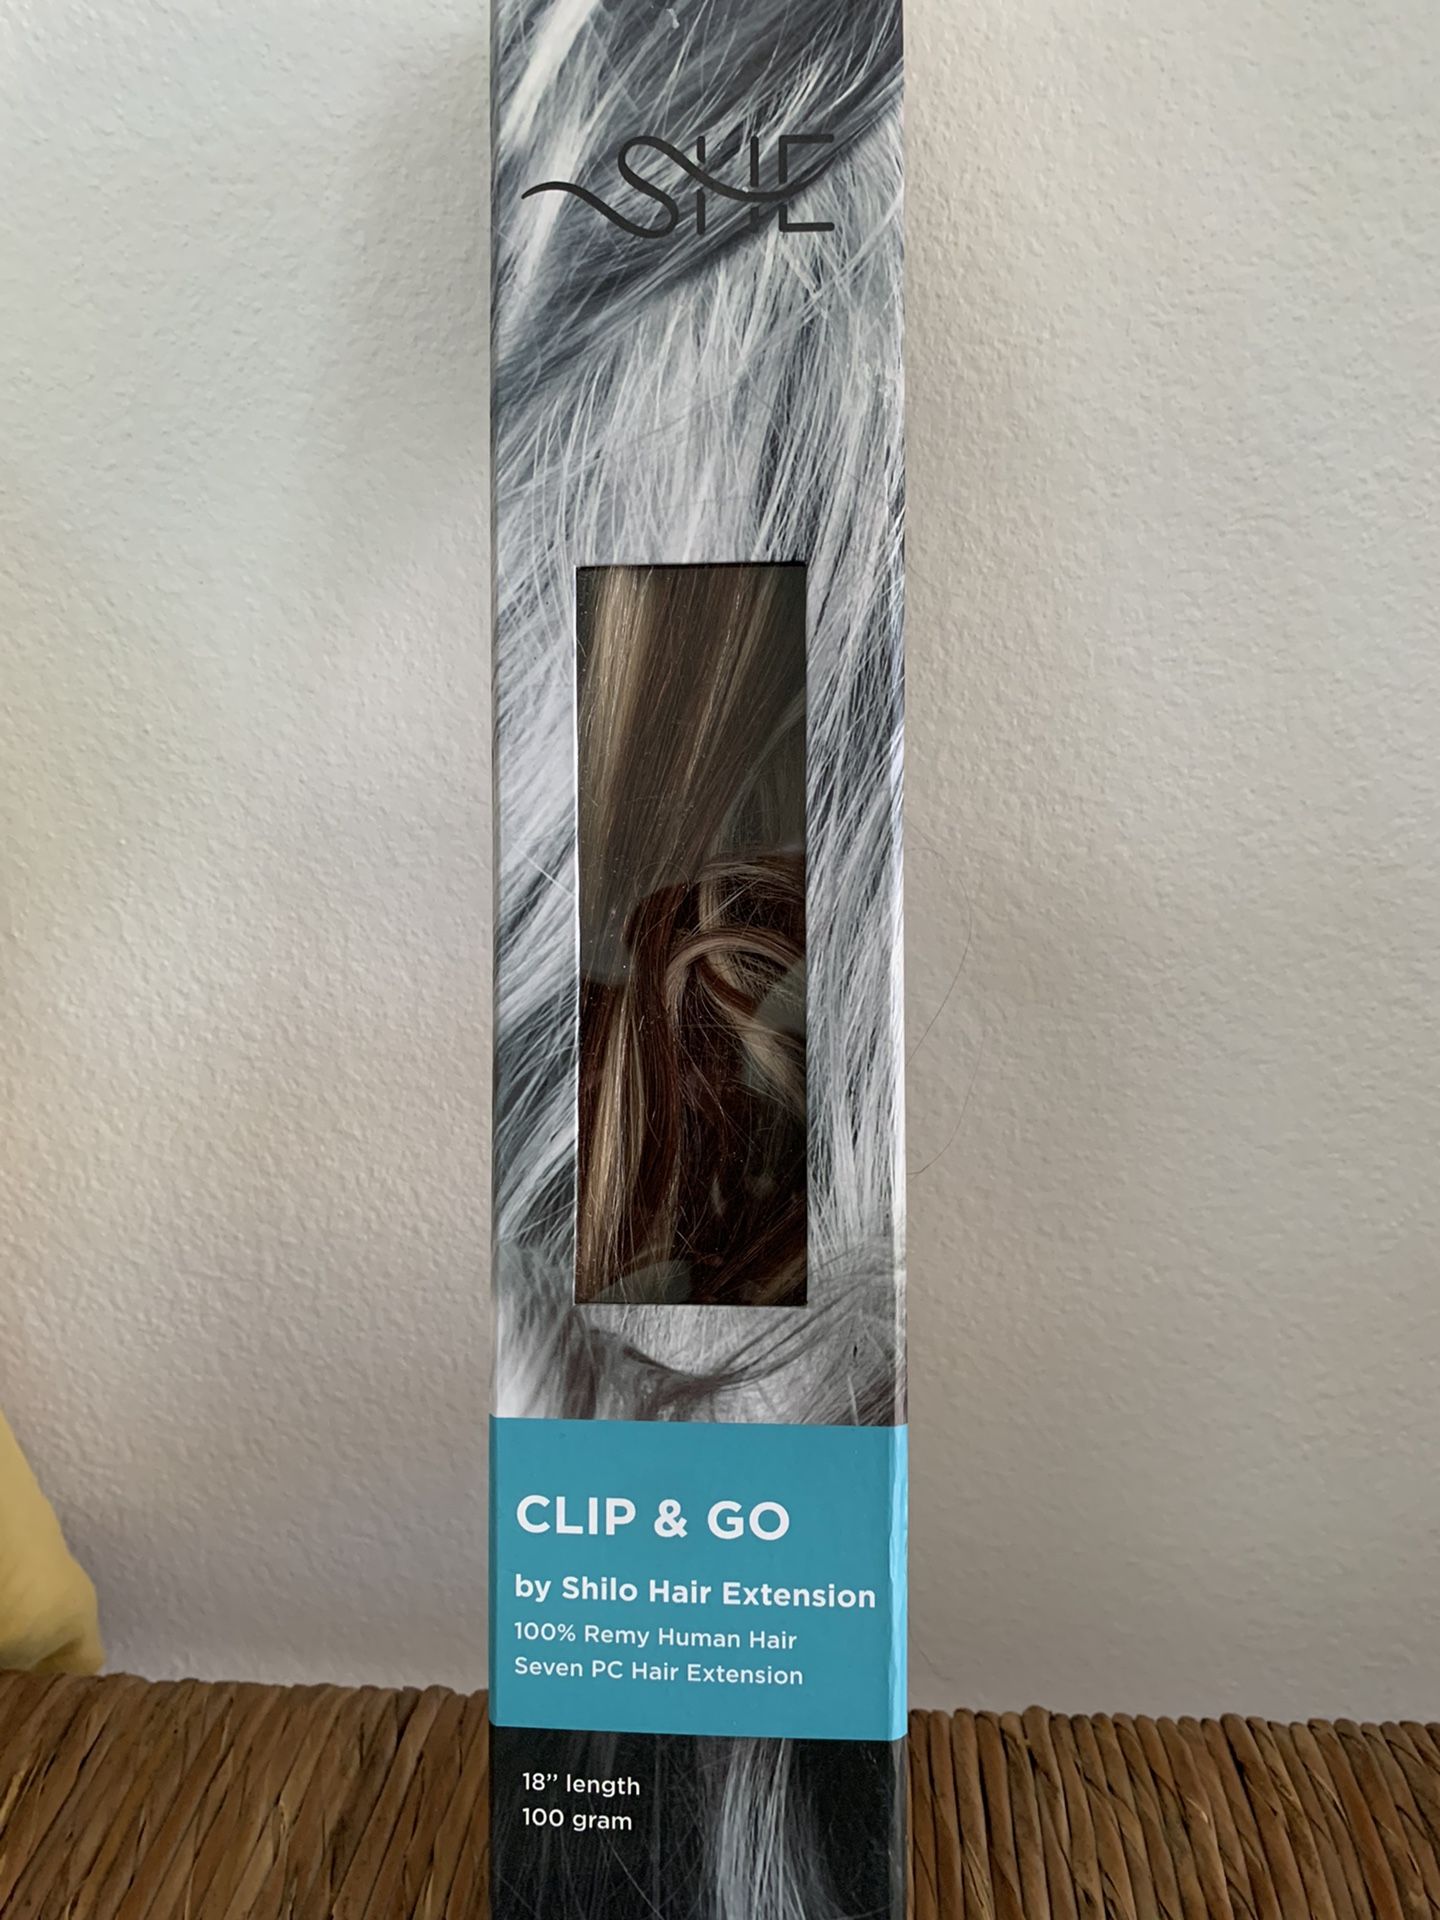 SHE
CLIP & GO
by Shilo Hair Extension
100% Remy Human Hair
Seven PC Hair Extension
18” length
100 gram